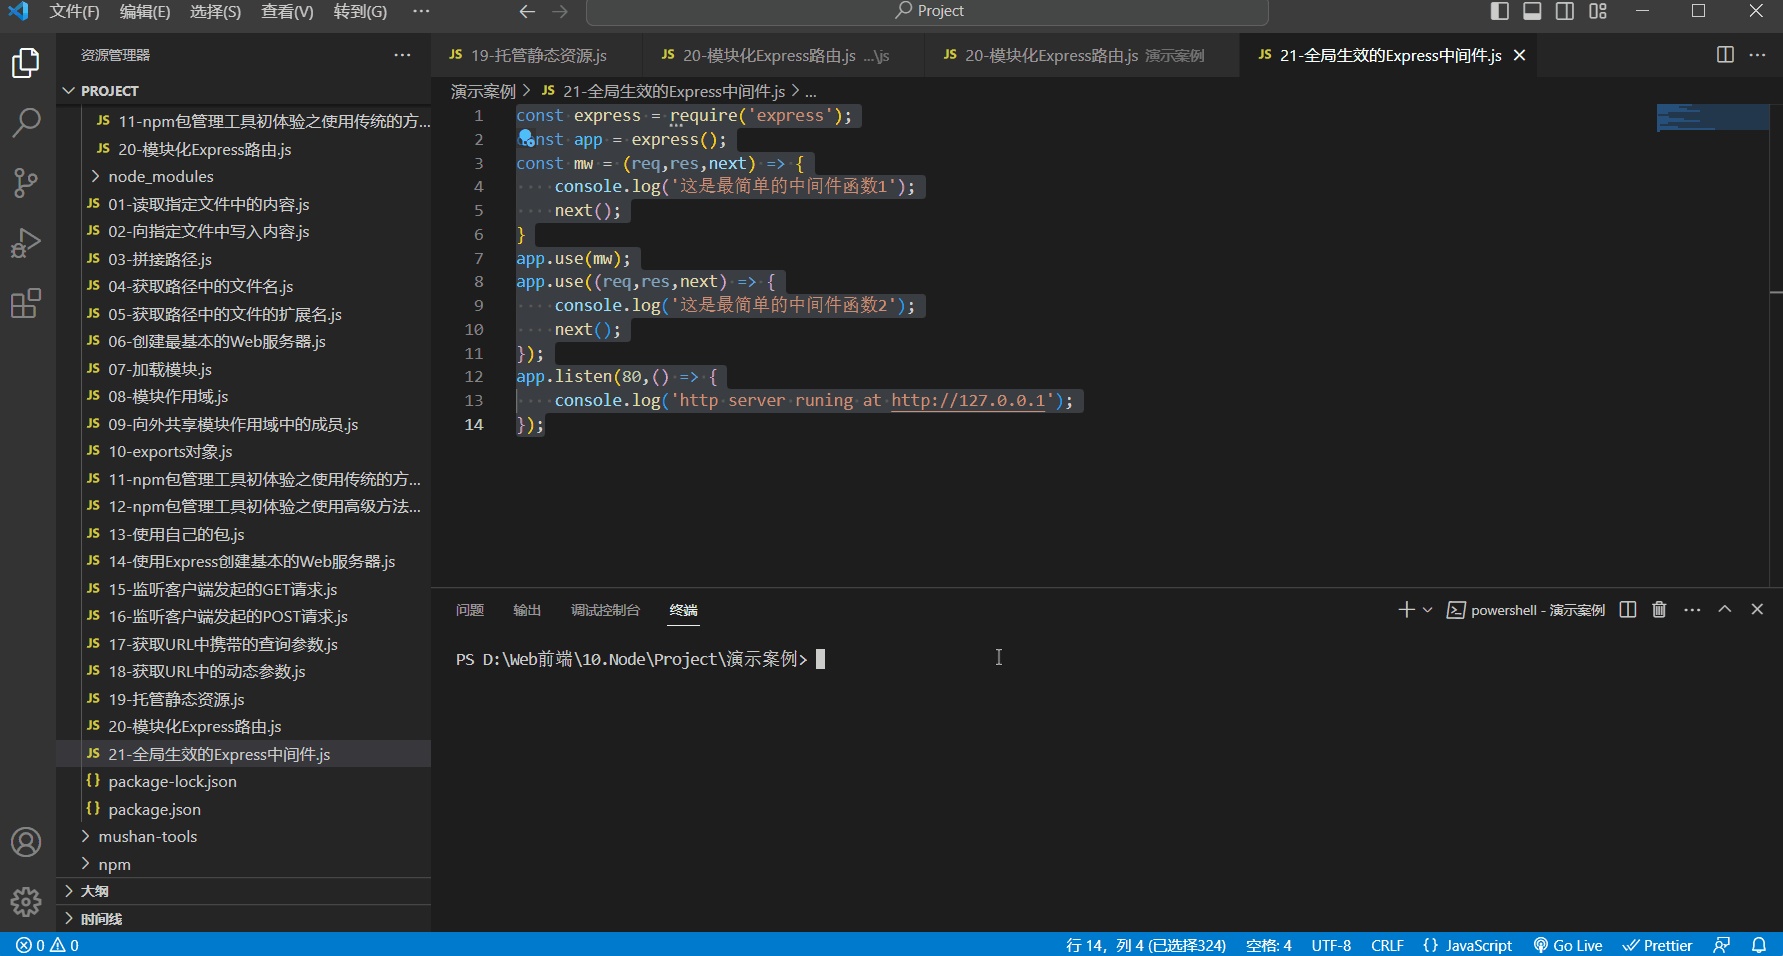 文件(F) 编辑(E) 选择(S) 查看(V) 转到(G) ··· Project
资源管理器 ···
JS 19-托管静态资源.js JS 20-模块化Express路由.js ...\js JS 20-模块化Express路由.js 演示案例 JS 21-全局生效的Express中间件.js
PROJECT
演示案例 > JS 21-全局生效的Express中间件.js > ...
JS 11-npm包管理工具初体验之使用传统的方...
JS 20-模块化Express路由.js
node_modules
JS 01-读取指定文件中的内容.js
JS 02-向指定文件中写入内容.js
JS 03-拼接路径.js
JS 04-获取路径中的文件名.js
JS 05-获取路径中的文件的扩展名.js
JS 06-创建最基本的Web服务器.js
JS 07-加载模块.js
JS 08-模块作用域.js
JS 09-向外共享模块作用域中的成员.js
JS 10-exports对象.js
JS 11-npm包管理工具初体验之使用传统的方...
JS 12-npm包管理工具初体验之使用高级方法...
JS 13-使用自己的包.js
JS 14-使用Express创建基本的Web服务器.js
JS 15-监听客户端发起的GET请求.js
JS 16-监听客户端发起的POST请求.js
JS 17-获取URL中携带的查询参数.js
JS 18-获取URL中的动态参数.js
JS 19-托管静态资源.js
JS 20-模块化Express路由.js
JS 21-全局生效的Express中间件.js
{} package-lock.json
{} package.json
mushan-tools
npm
大纲
时间线
1 const express = require('express');
2 const app = express();
3 const mw = (req,res,next) => {
4 console.log('这是最简单的中间件函数1');
5 next();
6 }
7 app.use(mw);
8 app.use((req,res,next) => {
9 console.log('这是最简单的中间件函数2');
10 next();
11 });
12 app.listen(80,() => {
13 console.log('http server runing at http://127.0.0.1');
14 });
问题 输出 调试控制台 终端 powershell - 演示案例
PS D:\Web前端\10.Node\Project\演示案例>
0 0 行 14，列 4 (已选择324) 空格: 4 UTF-8 CRLF {} JavaScript Go Live Prettier